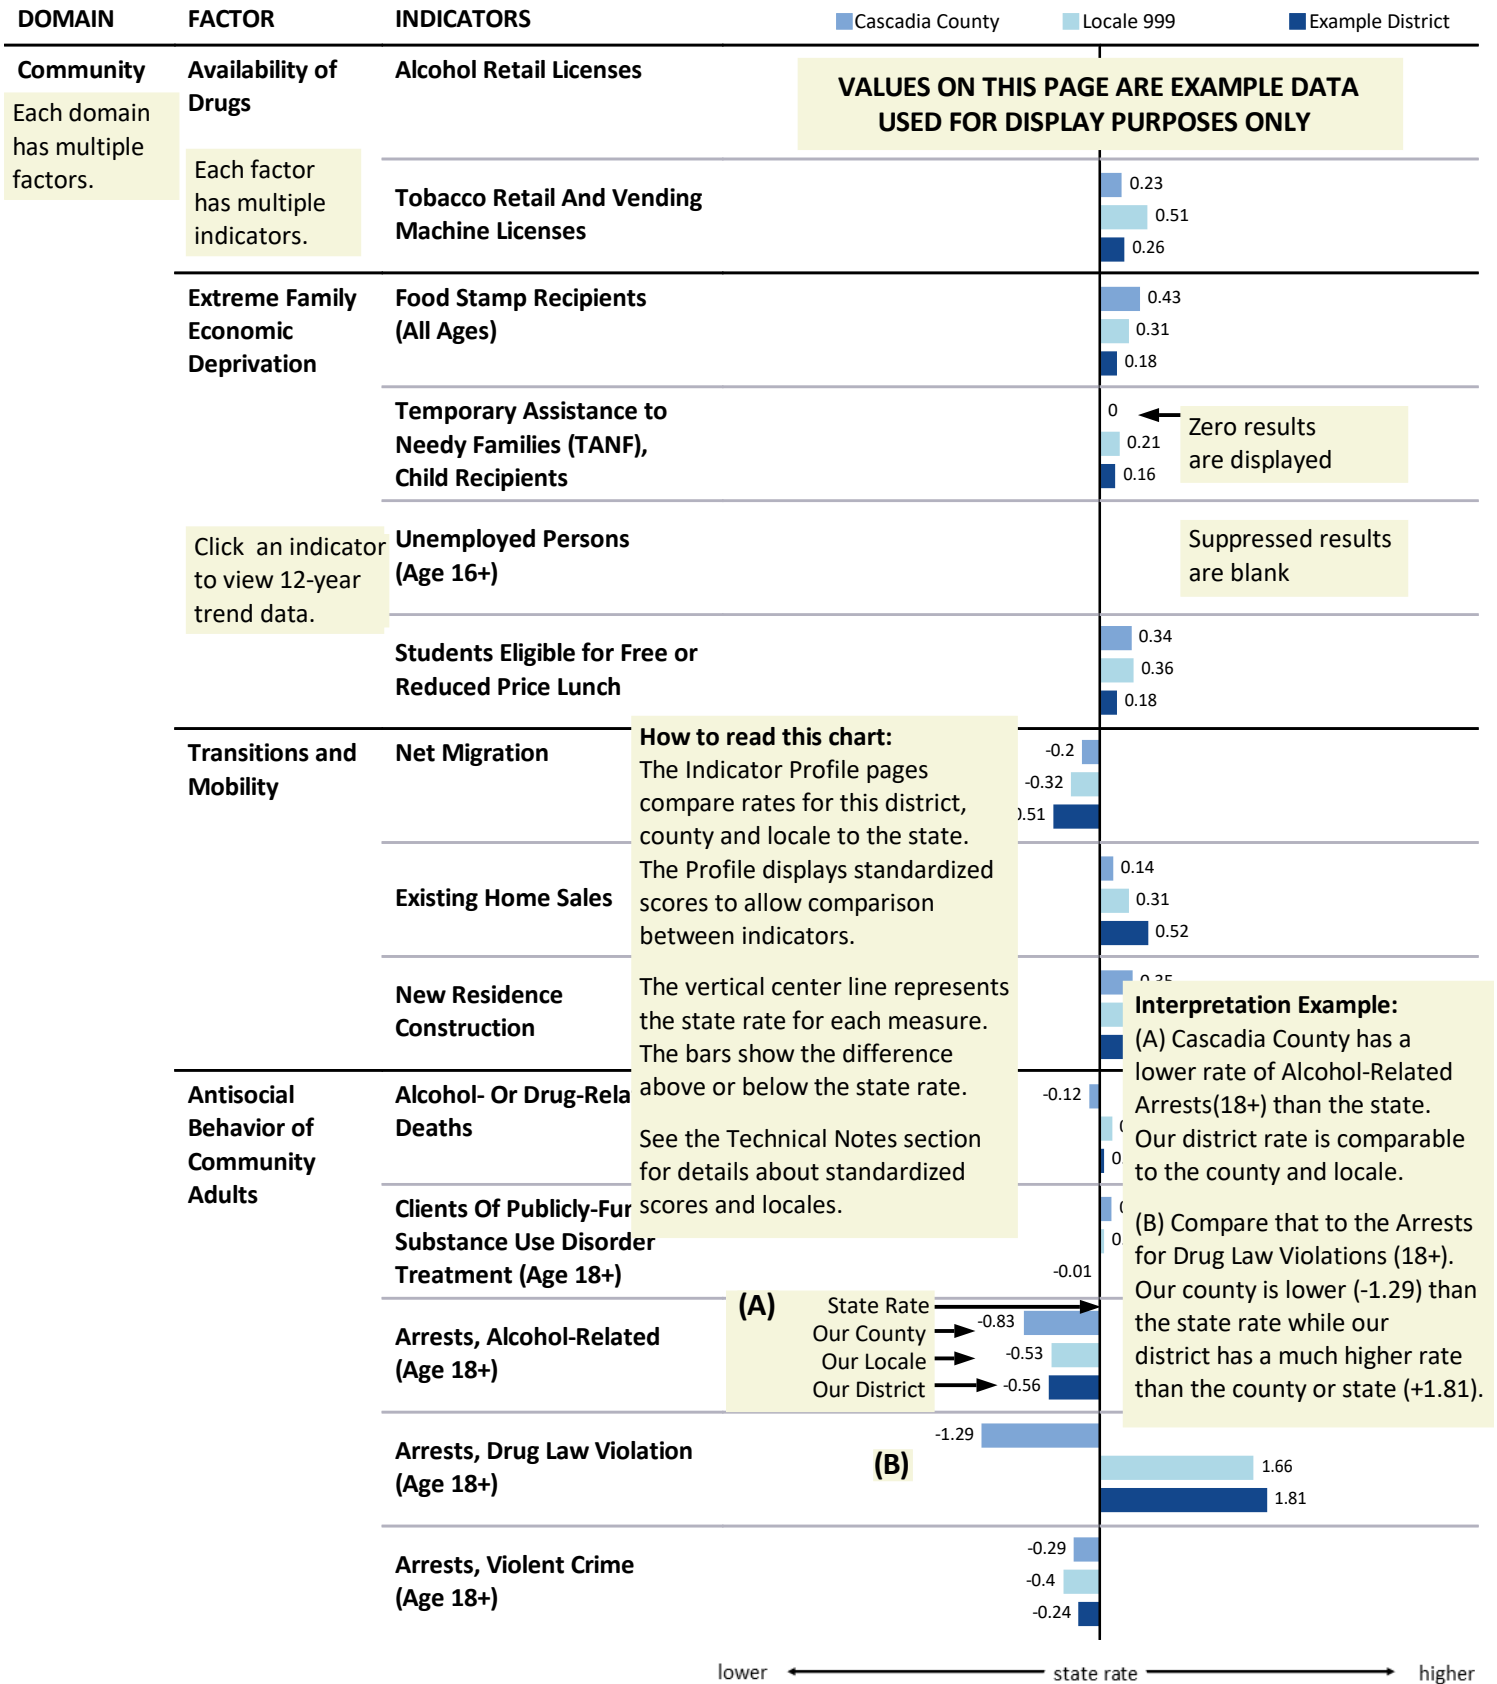 DOMAIN FACTOR INDICATORS Cascadia County Locale 999 Example District
Community
Each domain
has multiple
factors.
Availability of
Drugs
Each factor
has multiple
indicators.
Alcohol Retail Licenses
VALUES ON THIS PAGE ARE EXAMPLE DATA
USED FOR DISPLAY PURPOSES ONLY
Tobacco Retail And Vending
Machine Licenses
0.23
0.51
0.26
Extreme Family
Economic
Deprivation
Food Stamp Recipients
(All Ages)
0.43
0.31
0.18
Temporary Assistance to
Needy Families (TANF),
Child Recipients
0
0.21
0.16
Zero results
are displayed
Click an indicator
to view 12-year
trend data.
Unemployed Persons
(Age 16+)
Suppressed results
are blank
Students Eligible for Free or
Reduced Price Lunch
0.34
0.36
0.18
Transitions and
Mobility
Net Migration
-0.2
-0.32
.51
How to read this chart:
The Indicator Profile pages
compare rates for this district,
county and locale to the state.
The Profile displays standardized
scores to allow comparison
between indicators.
The vertical center line represents
the state rate for each measure.
The bars show the difference
above or below the state rate.
See the Technical Notes section
for details about standardized
scores and locales.
Existing Home Sales
0.14
0.31
0.52
New Residence
Construction
Interpretation Example:
(A) Cascadia County has a
lower rate of Alcohol-Related
Arrests(18+) than the state.
Our district rate is comparable
to the county and locale.
(B) Compare that to the Arrests
for Drug Law Violations (18+).
Our county is lower (-1.29) than
the state rate while our
district has a much higher rate
than the county or state (+1.81).
Antisocial
Behavior of
Community
Adults
Alcohol- Or Drug-Rela
Deaths
-0.12
0.
Clients Of Publicly-Fur
Substance Use Disorder
Treatment (Age 18+)
0.
-0.01
Arrests, Alcohol-Related
(Age 18+)
(A) State Rate
Our County -0.83
Our Locale -0.53
Our District -0.56
Arrests, Drug Law Violation
(Age 18+)
(B)
-1.29
1.66
1.81
Arrests, Violent Crime
(Age 18+)
-0.29
-0.4
-0.24
lower state rate higher